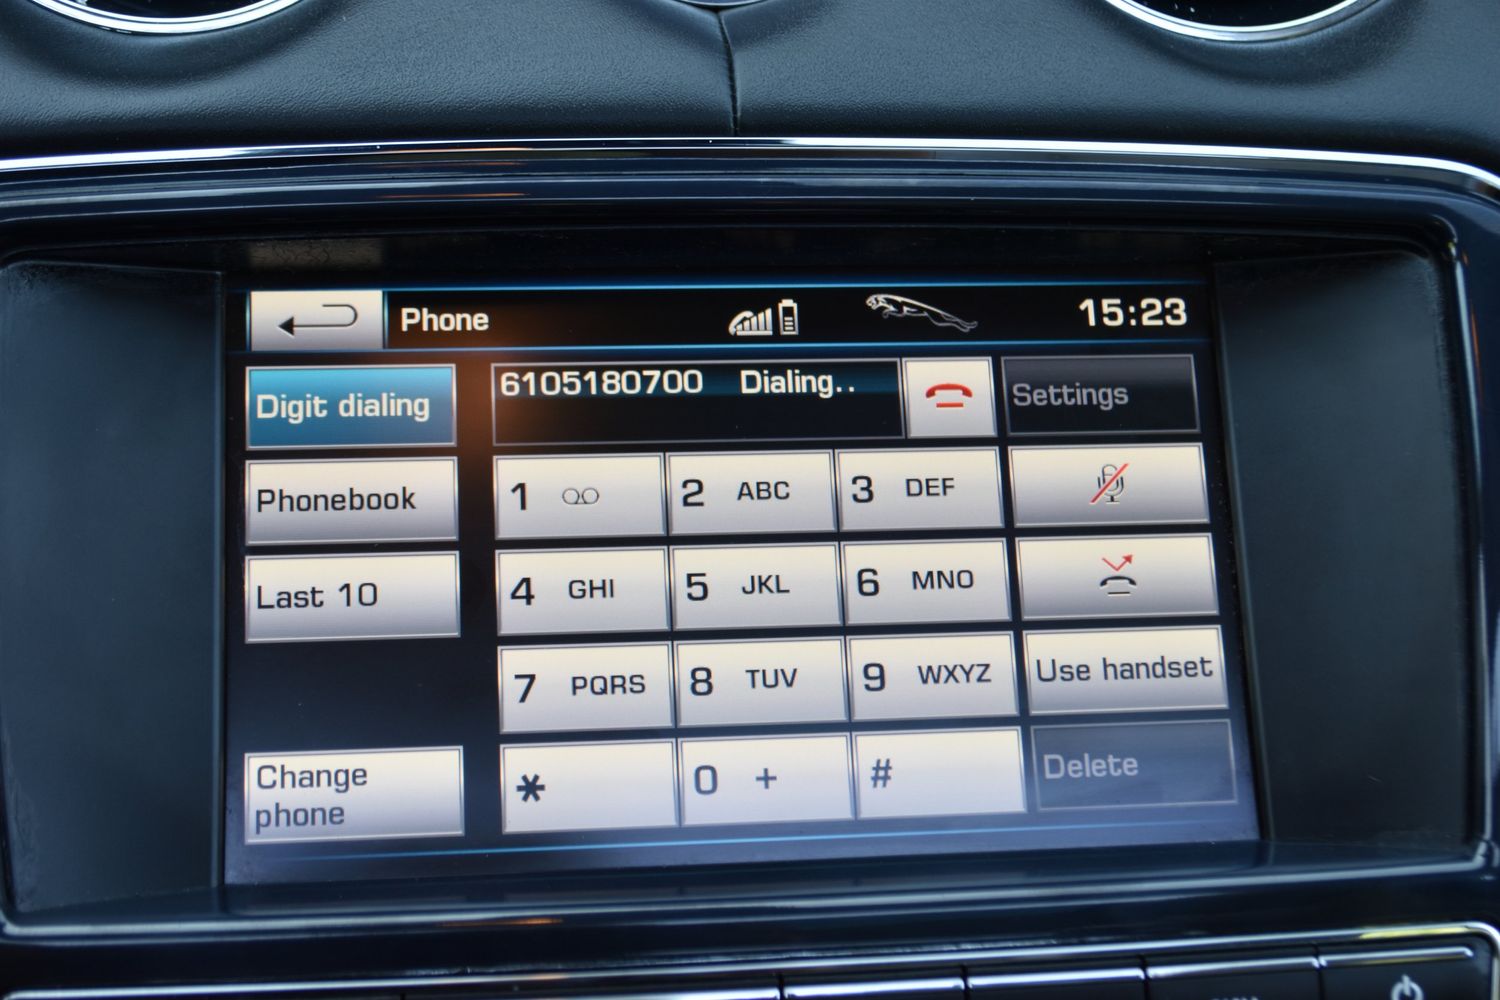 Phone
15:23
Digit dialing
6105180700 Dialing..
Settings
Phonebook
1
2 ABC
3 DEF
Last 10
4 GHI
5 JKL
6 MNO
7 PQRS
8 TUV
9 WXYZ
Use handset
Change
phone
*
0 +
#
Delete